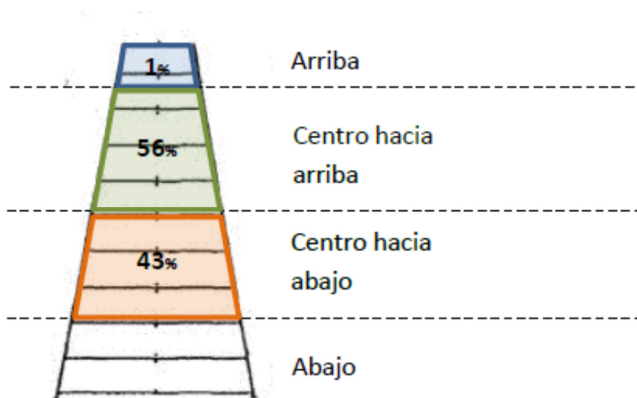 1% Arriba
56% Centro hacia
arriba
43% Centro hacia
abajo
Abajo